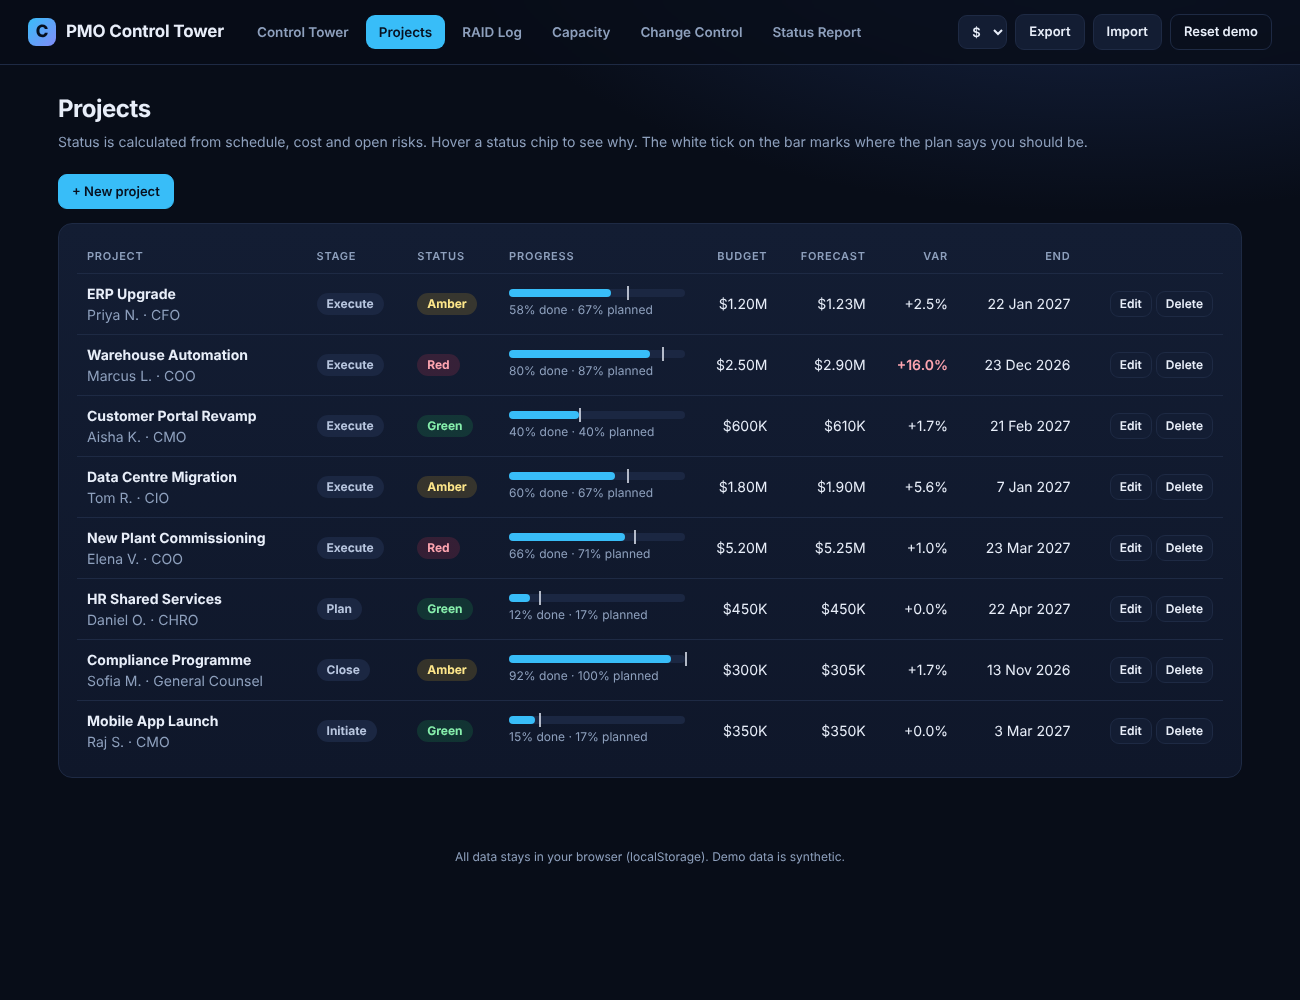 C PMO Control Tower Control Tower Projects RAID Log Capacity Change Control Status Report $ Export Import Reset demo
Projects
Status is calculated from schedule, cost and open risks. Hover a status chip to see why. The white tick on the bar marks where the plan says you should be.
+ New project
PROJECT STAGE STATUS PROGRESS BUDGET FORECAST VAR END
ERP Upgrade
Priya N. · CFO
Execute Amber
58% done · 67% planned
$1.20M $1.23M +2.5% 22 Jan 2027 Edit Delete
Warehouse Automation
Marcus L. · COO
Execute Red
80% done · 87% planned
$2.50M $2.90M +16.0% 23 Dec 2026 Edit Delete
Customer Portal Revamp
Aisha K. · CMO
Execute Green
40% done · 40% planned
$600K $610K +1.7% 21 Feb 2027 Edit Delete
Data Centre Migration
Tom R. · CIO
Execute Amber
60% done · 67% planned
$1.80M $1.90M +5.6% 7 Jan 2027 Edit Delete
New Plant Commissioning
Elena V. · COO
Execute Red
66% done · 71% planned
$5.20M $5.25M +1.0% 23 Mar 2027 Edit Delete
HR Shared Services
Daniel O. · CHRO
Plan Green
12% done · 17% planned
$450K $450K +0.0% 22 Apr 2027 Edit Delete
Compliance Programme
Sofia M. · General Counsel
Close Amber
92% done · 100% planned
$300K $305K +1.7% 13 Nov 2026 Edit Delete
Mobile App Launch
Raj S. · CMO
Initiate Green
15% done · 17% planned
$350K $350K +0.0% 3 Mar 2027 Edit Delete
All data stays in your browser (localStorage). Demo data is synthetic.